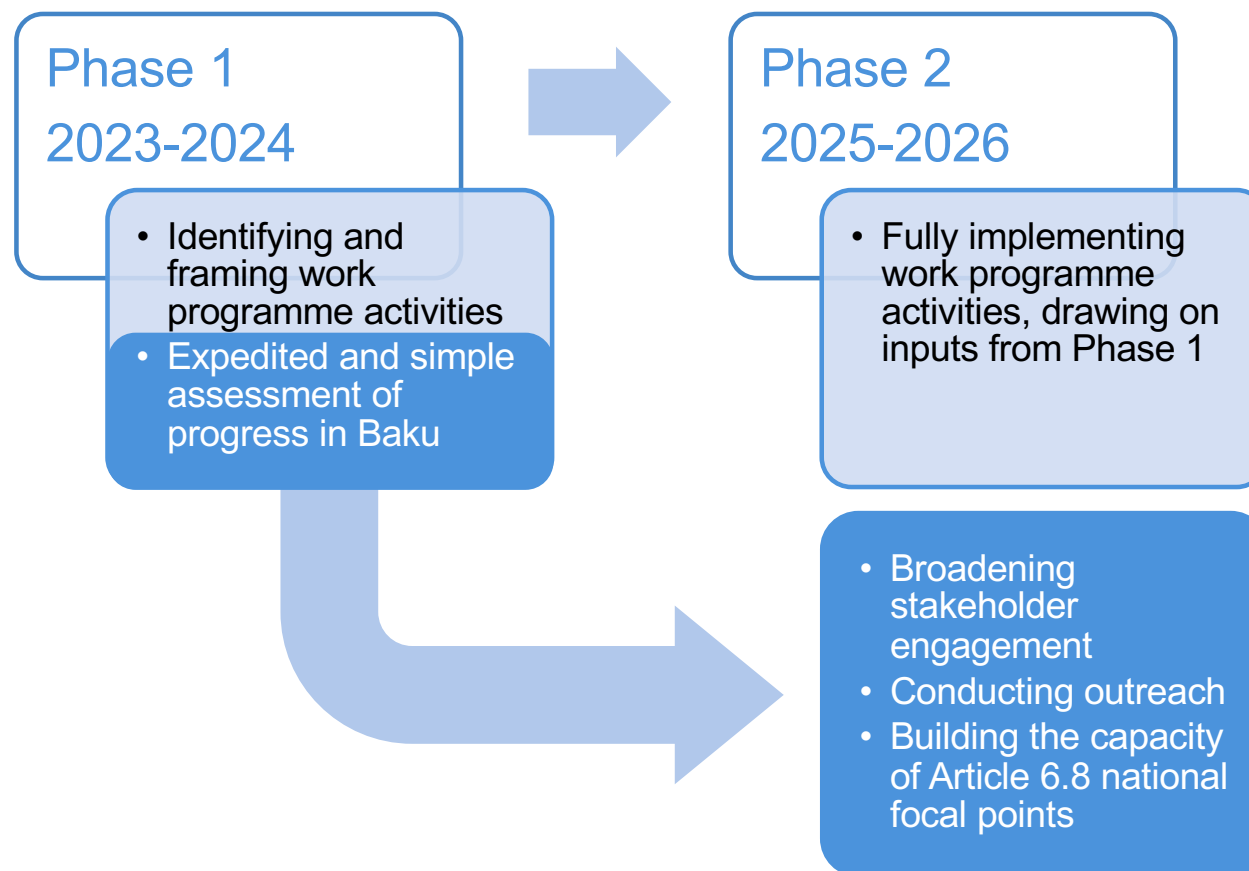 Phase 1
2023-2024
• Identifying and
framing work
programme activities
• Expedited and simple
assessment of
progress in Baku
Phase 2
2025-2026
• Fully implementing
work programme
activities, drawing on
inputs from Phase 1
• Broadening
stakeholder
engagement
• Conducting outreach
• Building the capacity
of Article 6.8 national
focal points